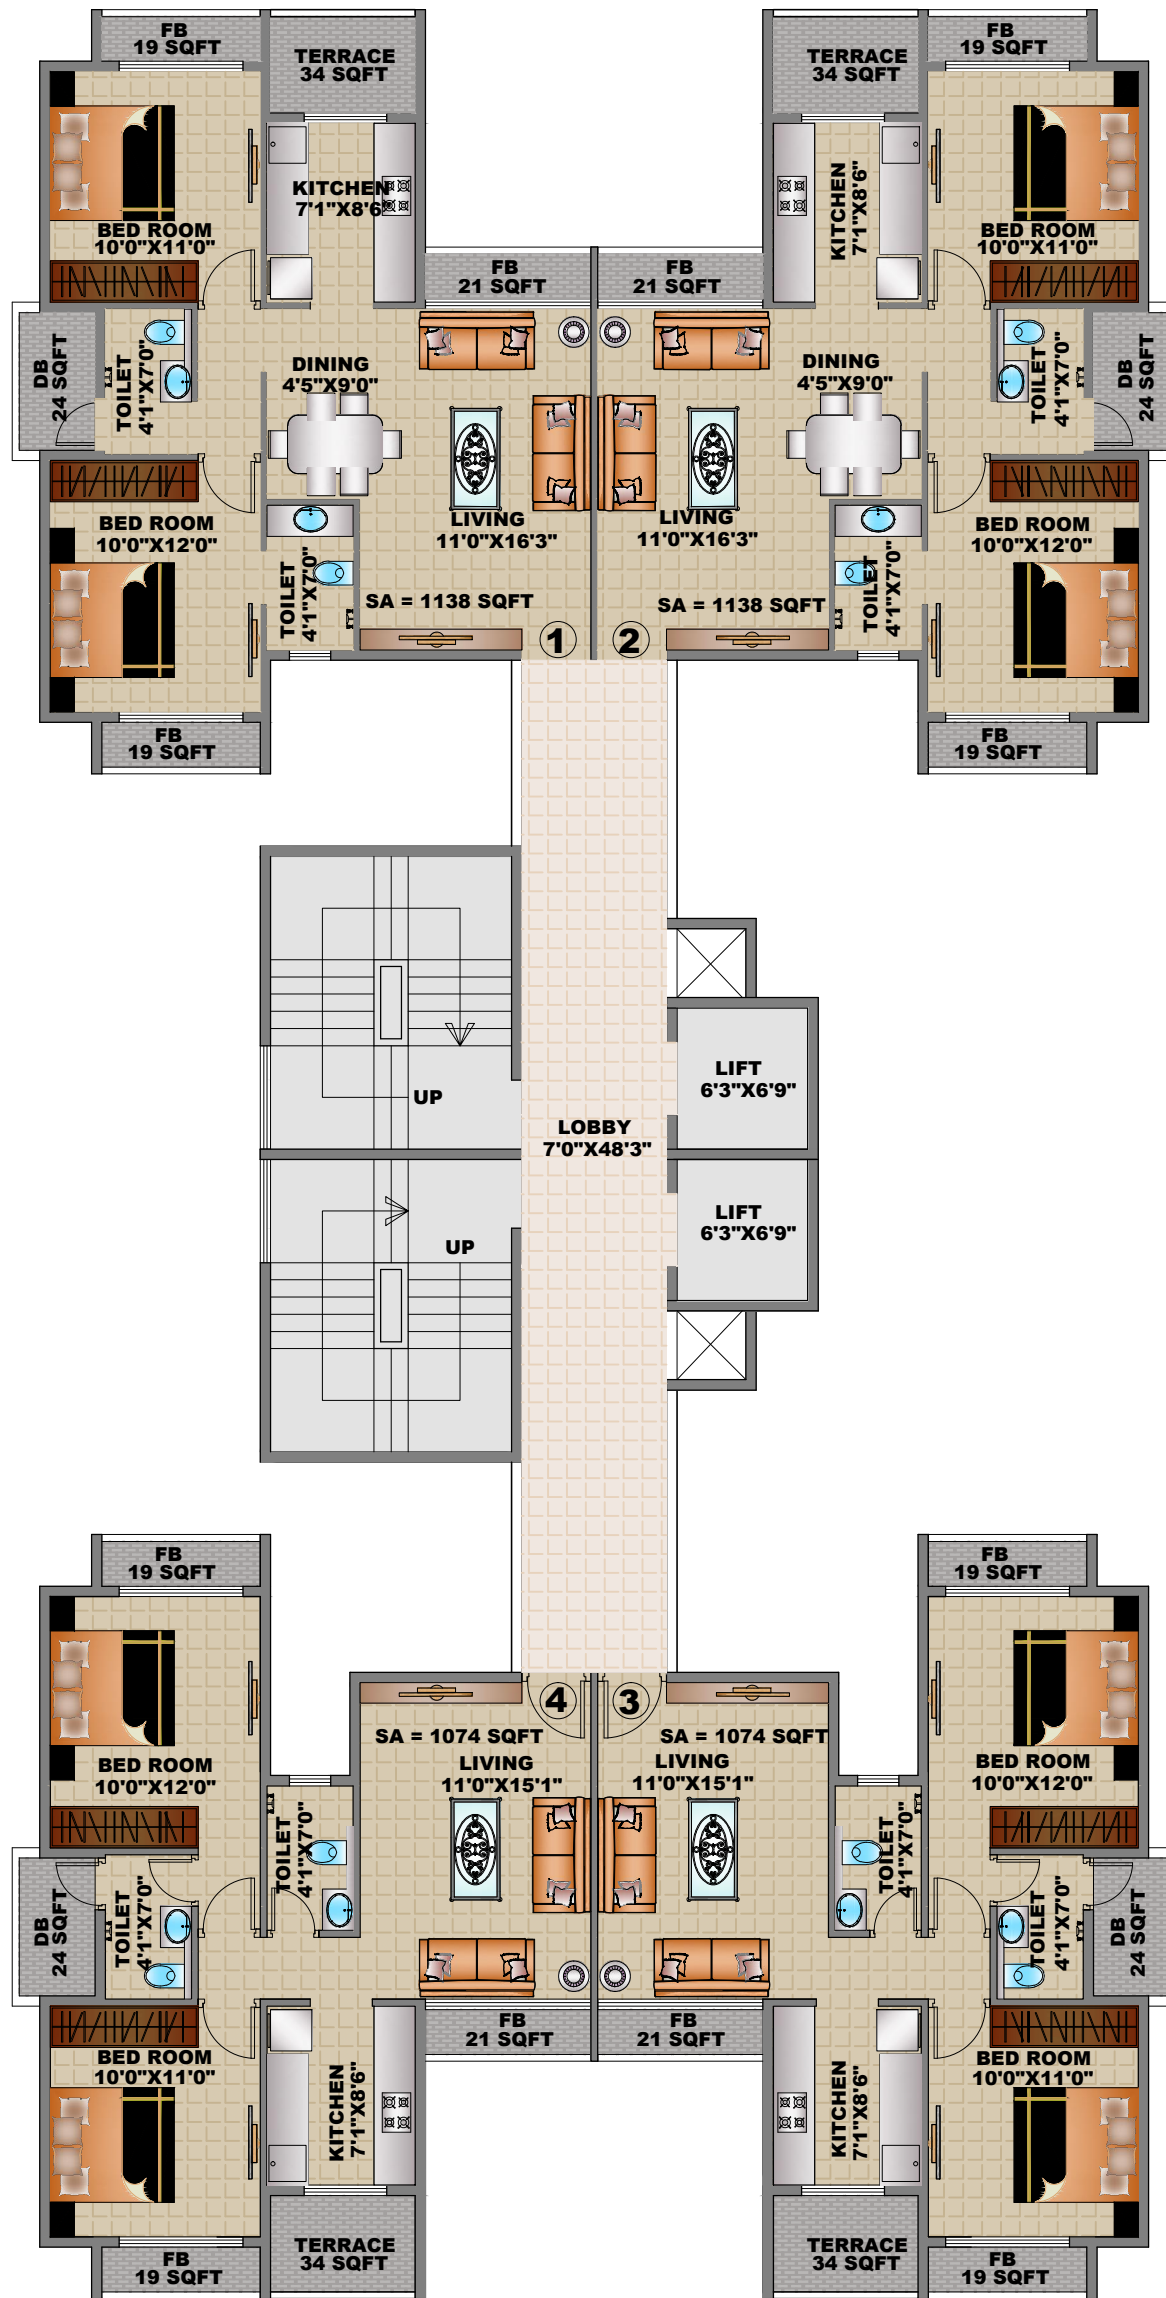 FB
19 SQFT
TERRACE
34 SQFT
TERRACE
34 SQFT
FB
19 SQFT
KITCHEN
7'1"X8'6"
KITCHEN
7'1"X8'6"
BED ROOM
10'0"X11'0"
BED ROOM
10'0"X11'0"
FB
21 SQFT
FB
21 SQFT
DB
24 SQFT
TOILET
4'1"X7'0"
DINING
4'5"X9'0"
DINING
4'5"X9'0"
TOILET
4'1"X7'0"
DB
24 SQFT
BED ROOM
10'0"X12'0"
LIVING
11'0"X16'3"
LIVING
11'0"X16'3"
BED ROOM
10'0"X12'0"
TOILET
4'1"X7'0"
SA = 1138 SQFT
SA = 1138 SQFT
TOILET
4'1"X7'0"
1
2
FB
19 SQFT
FB
19 SQFT
UP
LIFT
6'3"X6'9"
LOBBY
7'0"X48'3"
UP
LIFT
6'3"X6'9"
FB
19 SQFT
FB
19 SQFT
4
3
SA = 1074 SQFT
SA = 1074 SQFT
BED ROOM
10'0"X12'0"
LIVING
11'0"X15'1"
LIVING
11'0"X15'1"
BED ROOM
10'0"X12'0"
TOILET
4'1"X7'0"
TOILET
4'1"X7'0"
DB
24 SQFT
TOILET
4'1"X7'0"
TOILET
4'1"X7'0"
DB
24 SQFT
FB
21 SQFT
FB
21 SQFT
BED ROOM
10'0"X11'0"
KITCHEN
7'1"X8'6"
KITCHEN
7'1"X8'6"
BED ROOM
10'0"X11'0"
FB
19 SQFT
TERRACE
34 SQFT
TERRACE
34 SQFT
FB
19 SQFT